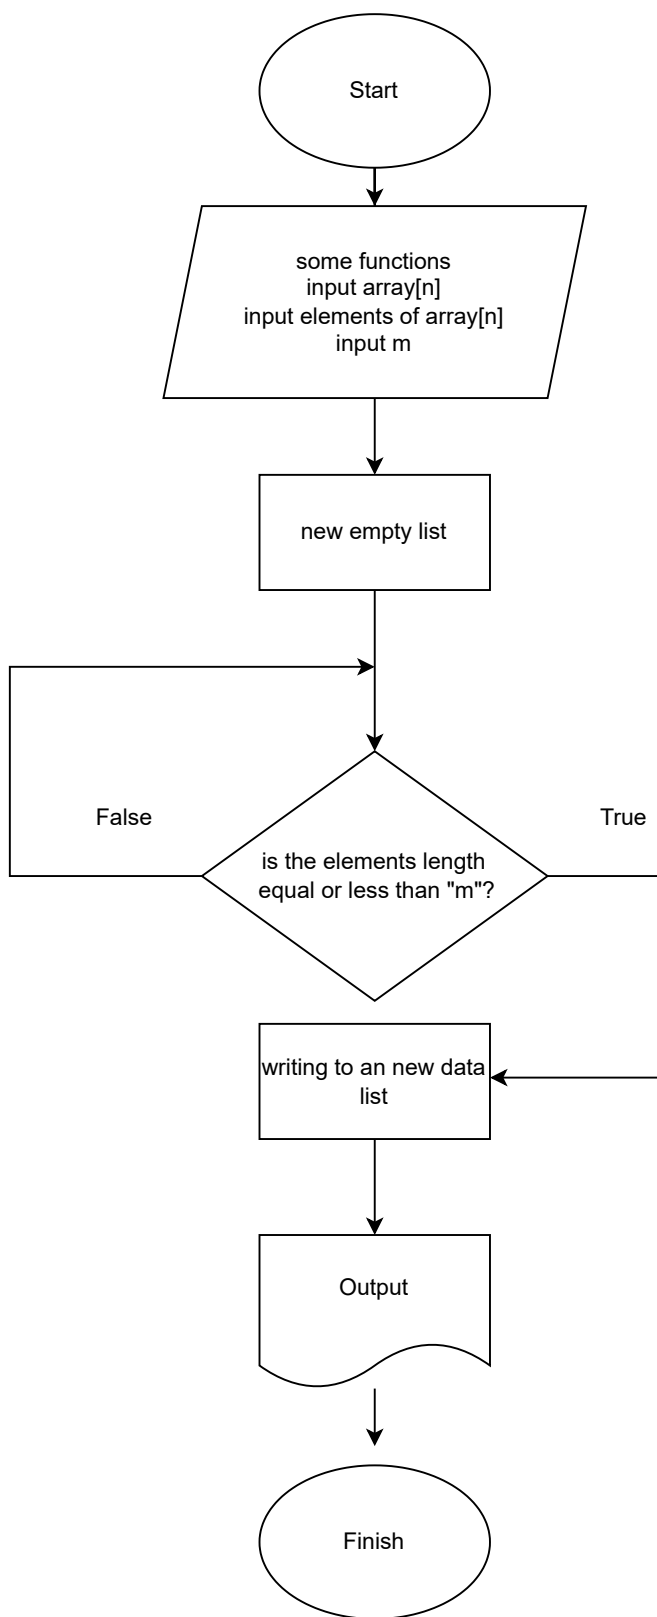 Start
some functions
input array[n]
input elements of array[n]
input m
new empty list
False
True
is the elements length
equal or less than "m"?
writing to an new data
list
Output
Finish